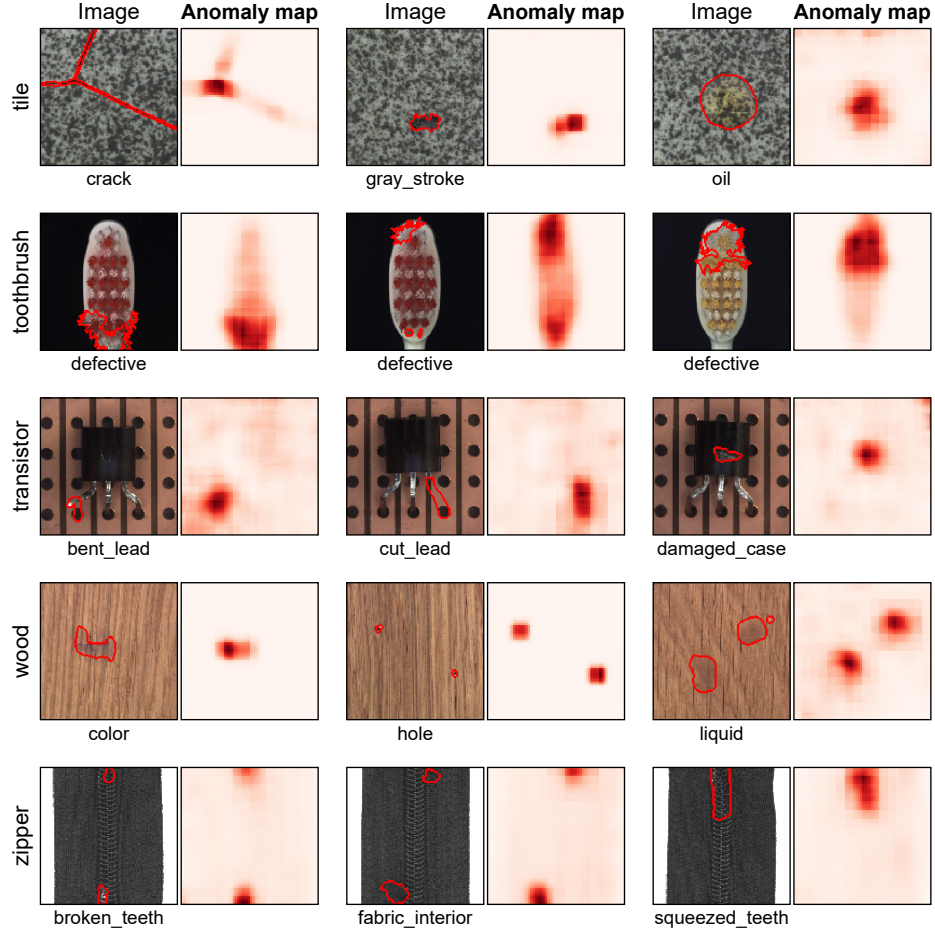 Image Anomaly map Image Anomaly map Image Anomaly map
tile
crack gray_stroke oil
toothbrush
defective defective defective
transistor
bent_lead cut_lead damaged_case
wood
color hole liquid
zipper
broken_teeth fabric_interior squeezed_teeth